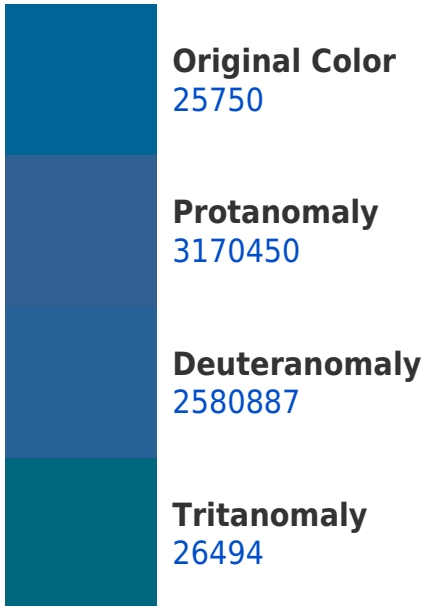 Original Color
25750
Protanomaly
3170450
Deuteranomaly
2580887
Tritanomaly
26494